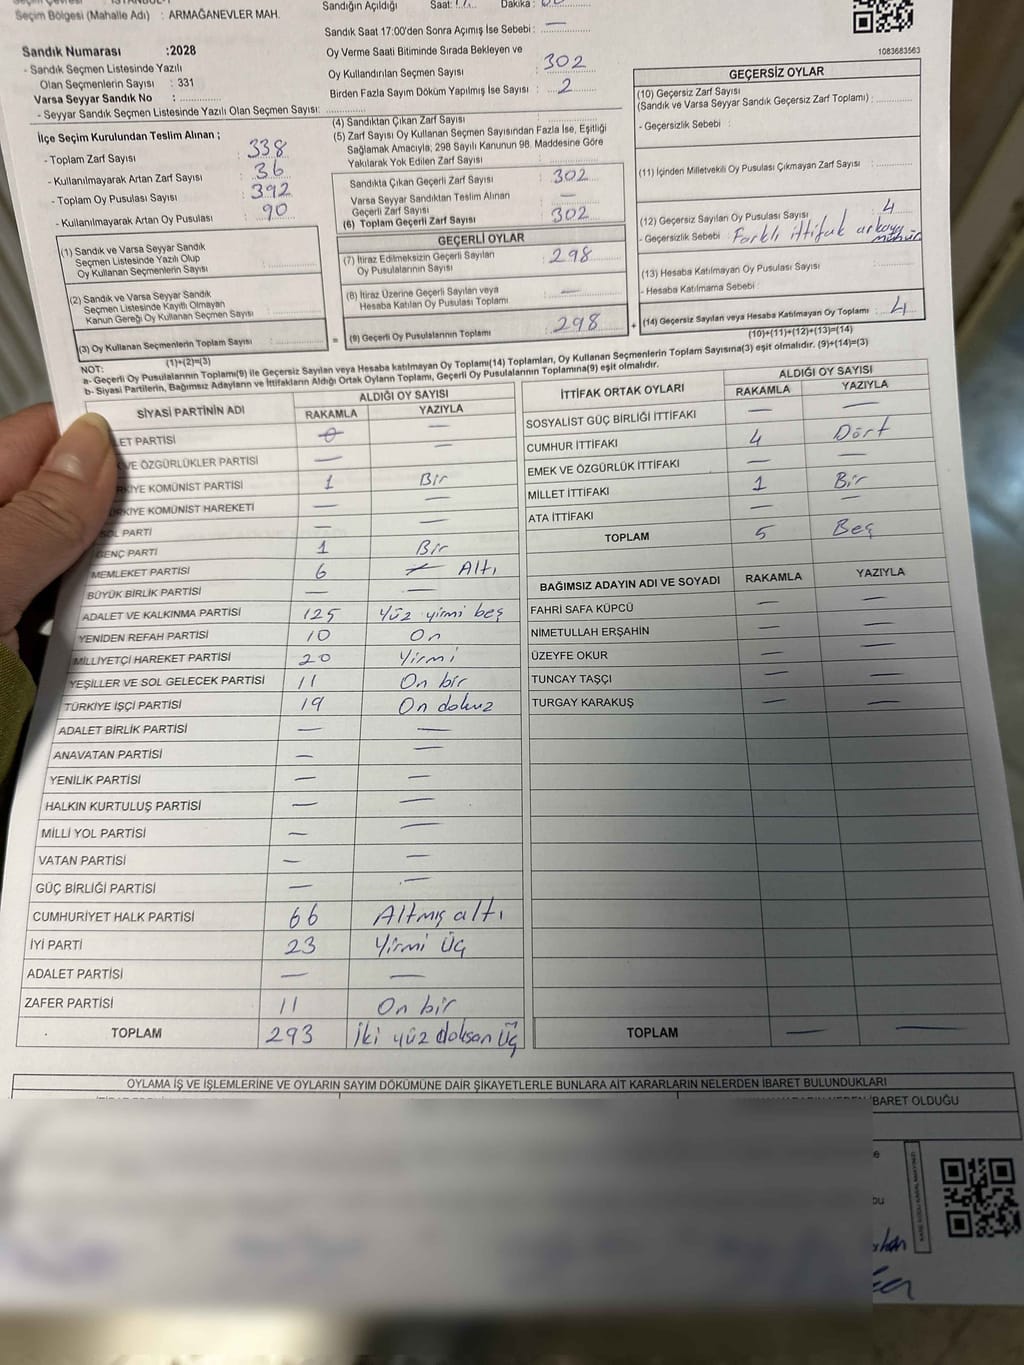 Seçim Bölgesi (Mahalle Adı) : ARMAĞANEVLER MAH.
Sandık Numarası :2028
- Sandık Seçmen Listesinde Yazılı
Olan Seçmenlerin Sayısı : 331
Varsa Seyyar Sandık No :
- Seyyar Sandık Seçmen Listesinde Yazılı Olan Seçmen Sayısı:
İlçe Seçim Kurulundan Teslim Alınan ;
- Toplam Zarf Sayısı : 338
- Kullanılmayarak Artan Zarf Sayısı : 36
- Toplam Oy Pusulası Sayısı : 392
- Kullanılmayarak Artan Oy Pusulası : 90
(1) Sandık ve Varsa Seyyar Sandık
Seçmen Listesinde Yazılı Olup
Oy Kullanan Seçmenlerin Sayısı :
(2) Sandık ve Varsa Seyyar Sandık
Seçmen Listesinde Kayıtlı Olmayan
Kanun Gereği Oy Kullanan Seçmen Sayısı :
(3) Oy Kullanan Seçmenlerin Toplam Sayısı :
(1)+(2)=(3)
Sandığın Açıldığı Saat: Dakika:
Sandık Saat 17:00'den Sonra Açımış İse Sebebi : —
Oy Verme Saati Bitiminde Sırada Bekleyen ve
Oy Kullandırılan Seçmen Sayısı : 302
Birden Fazla Sayım Döküm Yapılmış İse Sayısı : 2
(4) Sandıktan Çıkan Zarf Sayısı :
(5) Zarf Sayısı Oy Kullanan Seçmen Sayısından Fazla İse, Eşitliği
Sağlamak Amacıyla; 298 Sayılı Kanunun 98. Maddesine Göre
Yakılarak Yok Edilen Zarf Sayısı :
Sandıkta Çıkan Geçerli Zarf Sayısı : 302
Varsa Seyyar Sandıktan Teslim Alınan
Geçerli Zarf Sayısı : —
(6) Toplam Geçerli Zarf Sayısı : 302
GEÇERLİ OYLAR
(7) İtiraz Edilmeksizin Geçerli Sayılan
Oy Pusulalarının Sayısı : 298
(8) İtiraz Üzerine Geçerli Sayılan veya
Hesaba Katılan Oy Pusulası Toplamı : —
= (9) Geçerli Oy Pusulalarının Toplamı : 298 +
1083683563
GEÇERSİZ OYLAR
(10) Geçersiz Zarf Sayısı
(Sandık ve Varsa Seyyar Sandık Geçersiz Zarf Toplamı) :
- Geçersizlik Sebebi :
(11) İçinden Milletvekili Oy Pusulası Çıkmayan Zarf Sayısı :
(12) Geçersiz Sayılan Oy Pusulası Sayısı : 4
- Geçersizlik Sebebi : Farklı ittifak
(13) Hesaba Katılmayan Oy Pusulası Sayısı :
- Hesaba Katılmama Sebebi :
(14) Geçersiz Sayılan veya Hesaba Katılmayan Oy Toplamı : 4
(10)+(11)+(12)+(13)=(14)
NOT:
a- Geçerli Oy Pusulalarının Toplamı(9) ile Geçersiz Sayılan veya Hesaba katılmayan Oy Toplamı(14) Toplamları, Oy Kullanan Seçmenlerin Toplam Sayısına(3) eşit olmalıdır. (9)+(14)=(3)
b- Siyasi Partilerin, Bağımsız Adayların ve İttifakların Aldığı Ortak Oyların Toplamı, Geçerli Oy Pusulalarının Toplamına(9) eşit olmalıdır.
SİYASİ PARTİNİN ADI ALDIĞI OY SAYISI
RAKAMLA YAZIYLA
ET PARTİSİ 0 —
VE ÖZGÜRLÜKLER PARTİSİ — —
RKİYE KOMÜNİST PARTİSİ 1 Bir
RKİYE KOMÜNİST HAREKETİ — —
SOL PARTİ — —
GENÇ PARTİ 1 Bir
MEMLEKET PARTİSİ 6 Altı
BÜYÜK BİRLİK PARTİSİ — —
ADALET VE KALKINMA PARTİSİ 125 Yüz yirmi beş
YENİDEN REFAH PARTİSİ 10 On
MİLLİYETÇİ HAREKET PARTİSİ 20 Yirmi
YEŞİLLER VE SOL GELECEK PARTİSİ 11 On bir
TÜRKİYE İŞÇİ PARTİSİ 19 On dokuz
ADALET BİRLİK PARTİSİ — —
ANAVATAN PARTİSİ — —
YENİLİK PARTİSİ — —
HALKIN KURTULUŞ PARTİSİ — —
MİLLİ YOL PARTİSİ — —
VATAN PARTİSİ — —
GÜÇ BİRLİĞİ PARTİSİ — —
CUMHURİYET HALK PARTİSİ 66 Altmış altı
İYİ PARTİ 23 Yirmi Üç
ADALET PARTİSİ — —
ZAFER PARTİSİ 11 On bir
TOPLAM 293 İki yüz doksan Üç
İTTİFAK ORTAK OYLARI ALDIĞI OY SAYISI
RAKAMLA YAZIYLA
SOSYALİST GÜÇ BİRLİĞİ İTTİFAKI — —
CUMHUR İTTİFAKI 4 Dört
EMEK VE ÖZGÜRLÜK İTTİFAKI — —
MİLLET İTTİFAKI 1 Bir
ATA İTTİFAKI — —
TOPLAM 5 Beş
BAĞIMSIZ ADAYIN ADI VE SOYADI RAKAMLA YAZIYLA
FAHRİ SAFA KÜPCÜ — —
NİMETULLAH ERŞAHİN — —
ÜZEYFE OKUR — —
TUNCAY TAŞÇI — —
TURGAY KARAKUŞ — —
TOPLAM — —
OYLAMA İŞ VE İŞLEMLERİNE VE OYLARIN SAYIM DÖKÜMÜNE DAİR ŞİKAYETLERLE BUNLARA AİT KARARLARIN NELERDEN İBARET BULUNDUKLARI
İBARET OLDUĞU